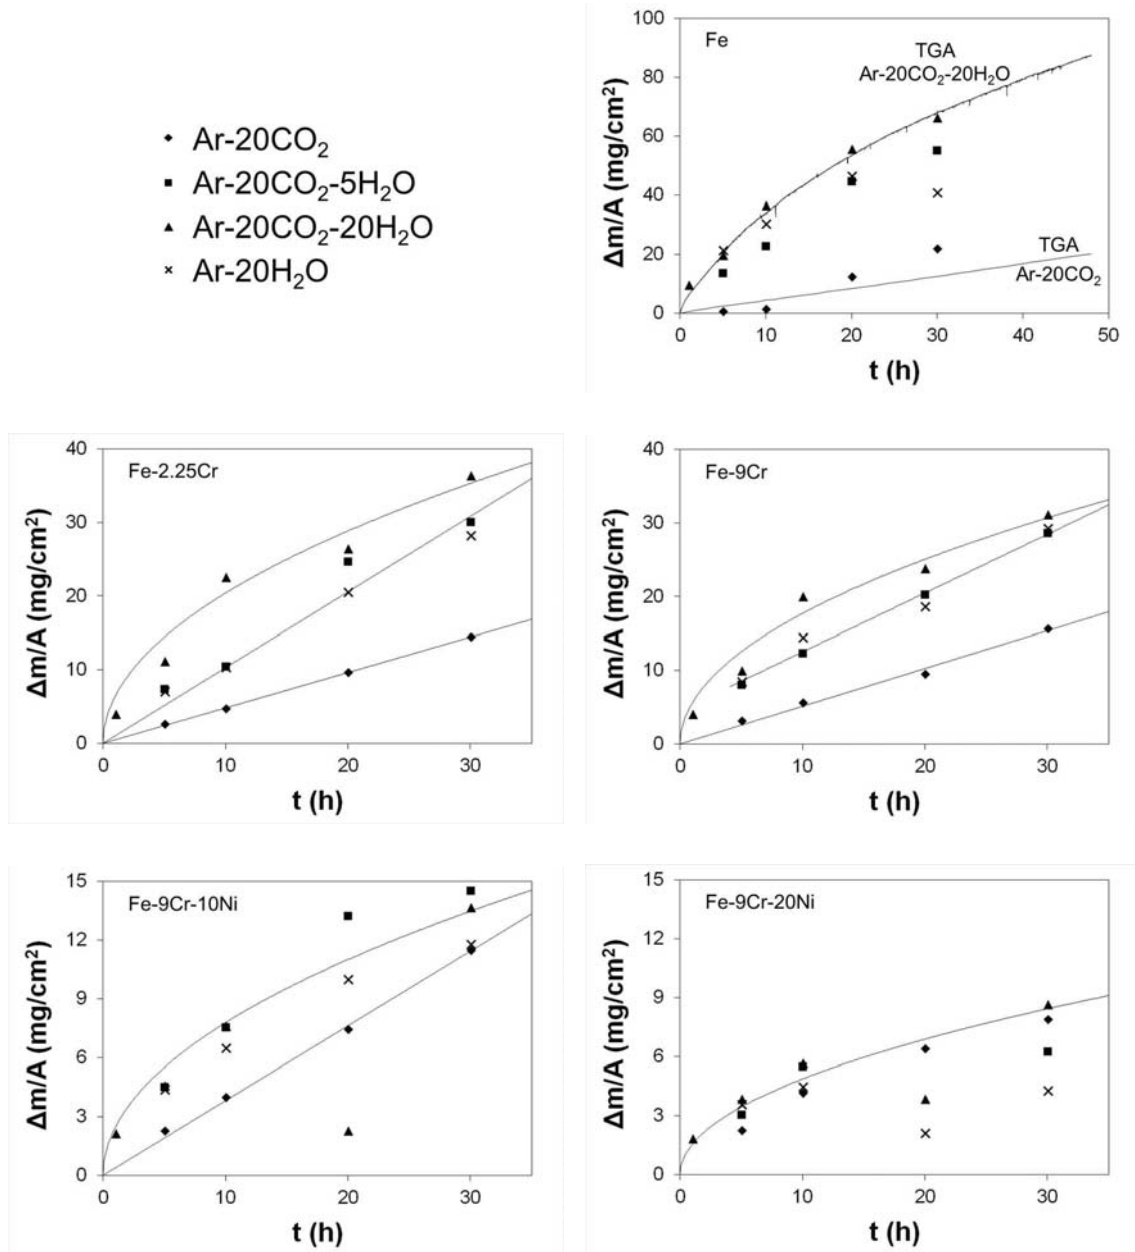 Ar-20CO₂
Ar-20CO₂-5H₂O
Ar-20CO₂-20H₂O
Ar-20H₂O
Fe
TGA
Ar-20CO₂-20H₂O
TGA
Ar-20CO₂
Δm/A (mg/cm²)
100
80
60
40
20
0
0 10 20 30 40 50
t (h)
Fe-2.25Cr
Δm/A (mg/cm²)
40
30
20
10
0
0 10 20 30
t (h)
Fe-9Cr
Δm/A (mg/cm²)
40
30
20
10
0
0 10 20 30
t (h)
Fe-9Cr-10Ni
Δm/A (mg/cm²)
15
12
9
6
3
0
0 10 20 30
t (h)
Fe-9Cr-20Ni
Δm/A (mg/cm²)
15
12
9
6
3
0
0 10 20 30
t (h)